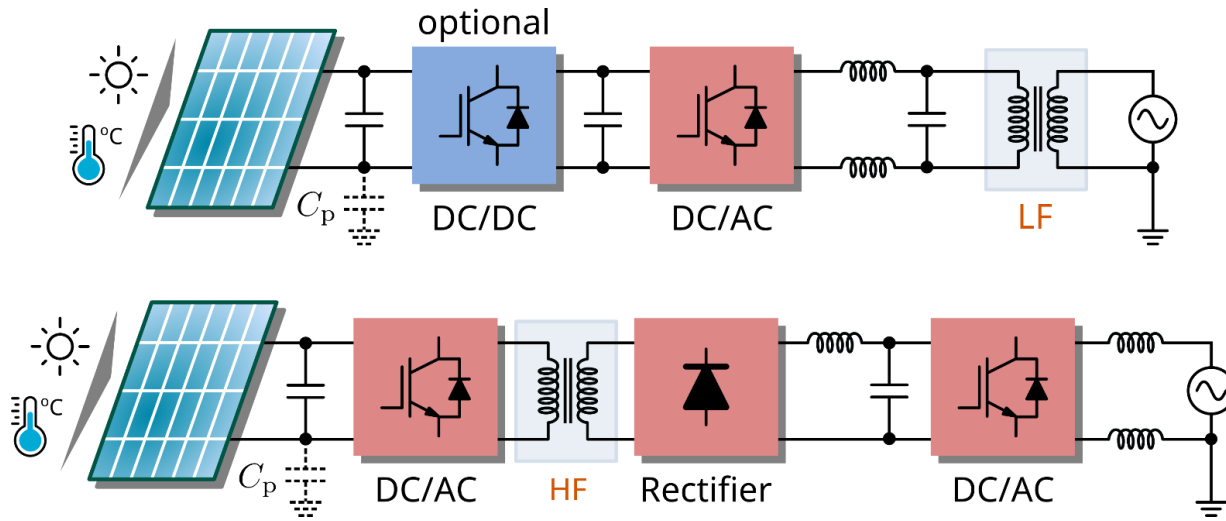 optional
°C
Cp
DC/DC
DC/AC
LF
°C
Cp
DC/AC
HF
Rectifier
DC/AC